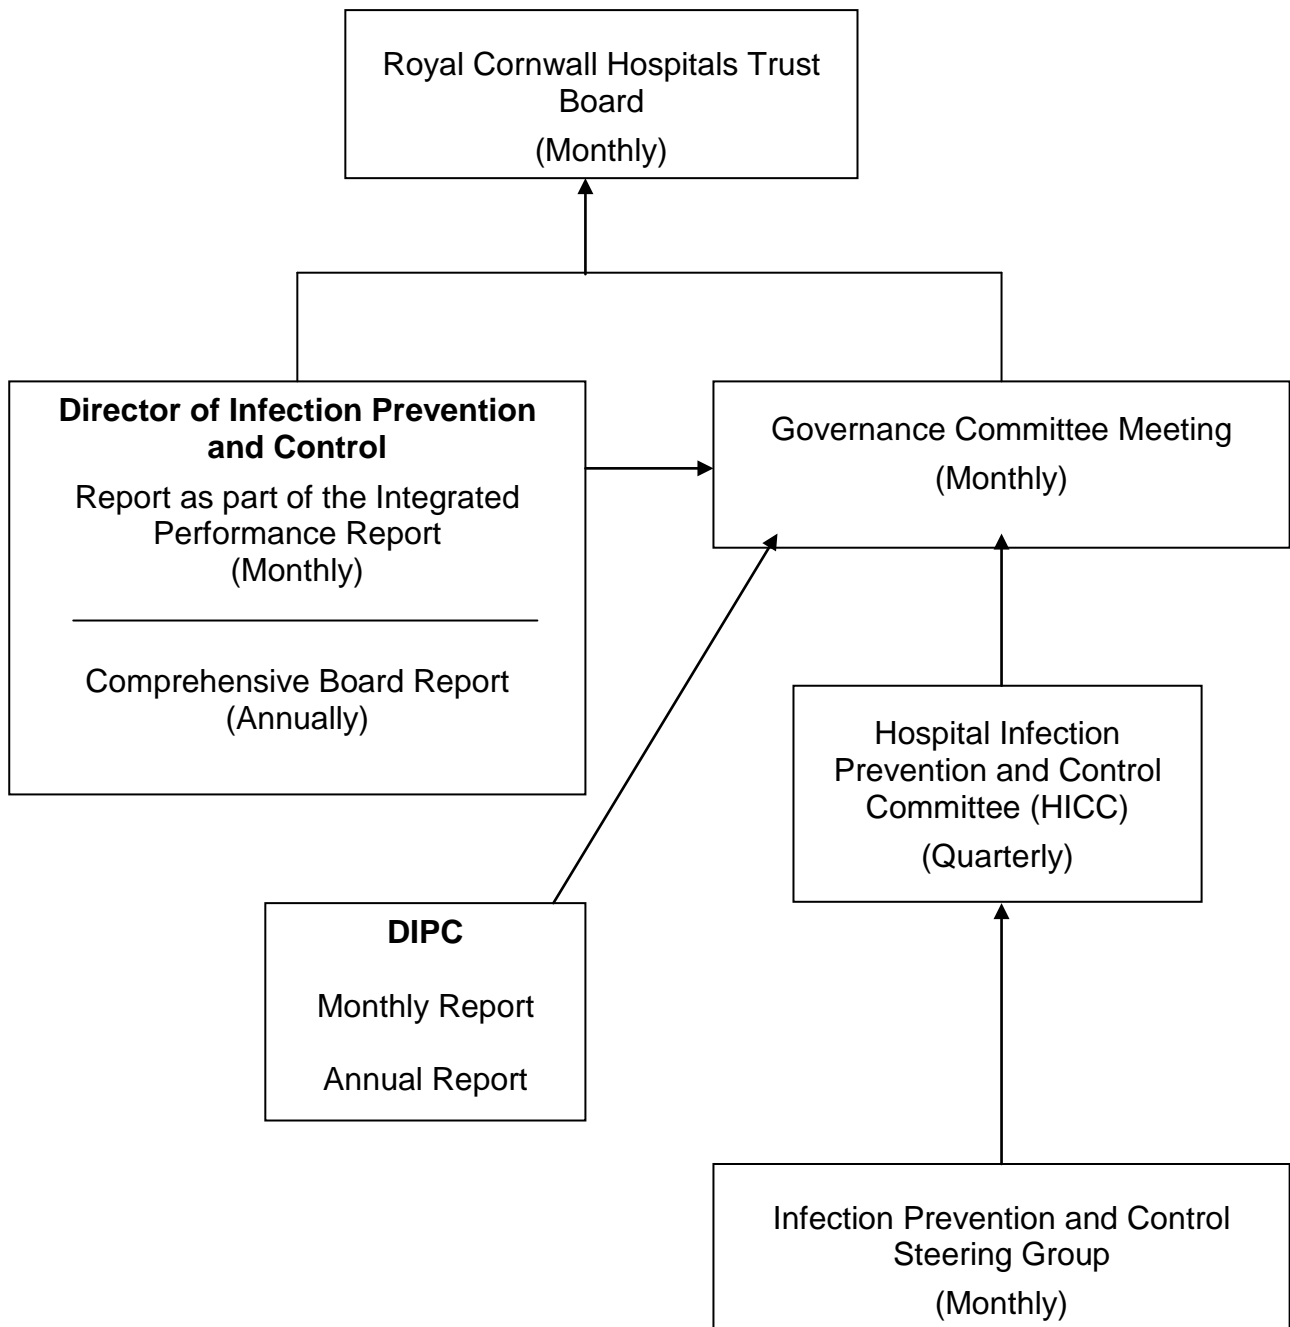 Royal Cornwall Hospitals Trust
Board
(Monthly)
Director of Infection Prevention
and Control
Report as part of the Integrated
Performance Report
(Monthly)
Comprehensive Board Report
(Annually)
Governance Committee Meeting
(Monthly)
Hospital Infection
Prevention and Control
Committee (HICC)
(Quarterly)
DIPC
Monthly Report
Annual Report
Infection Prevention and Control
Steering Group
(Monthly)